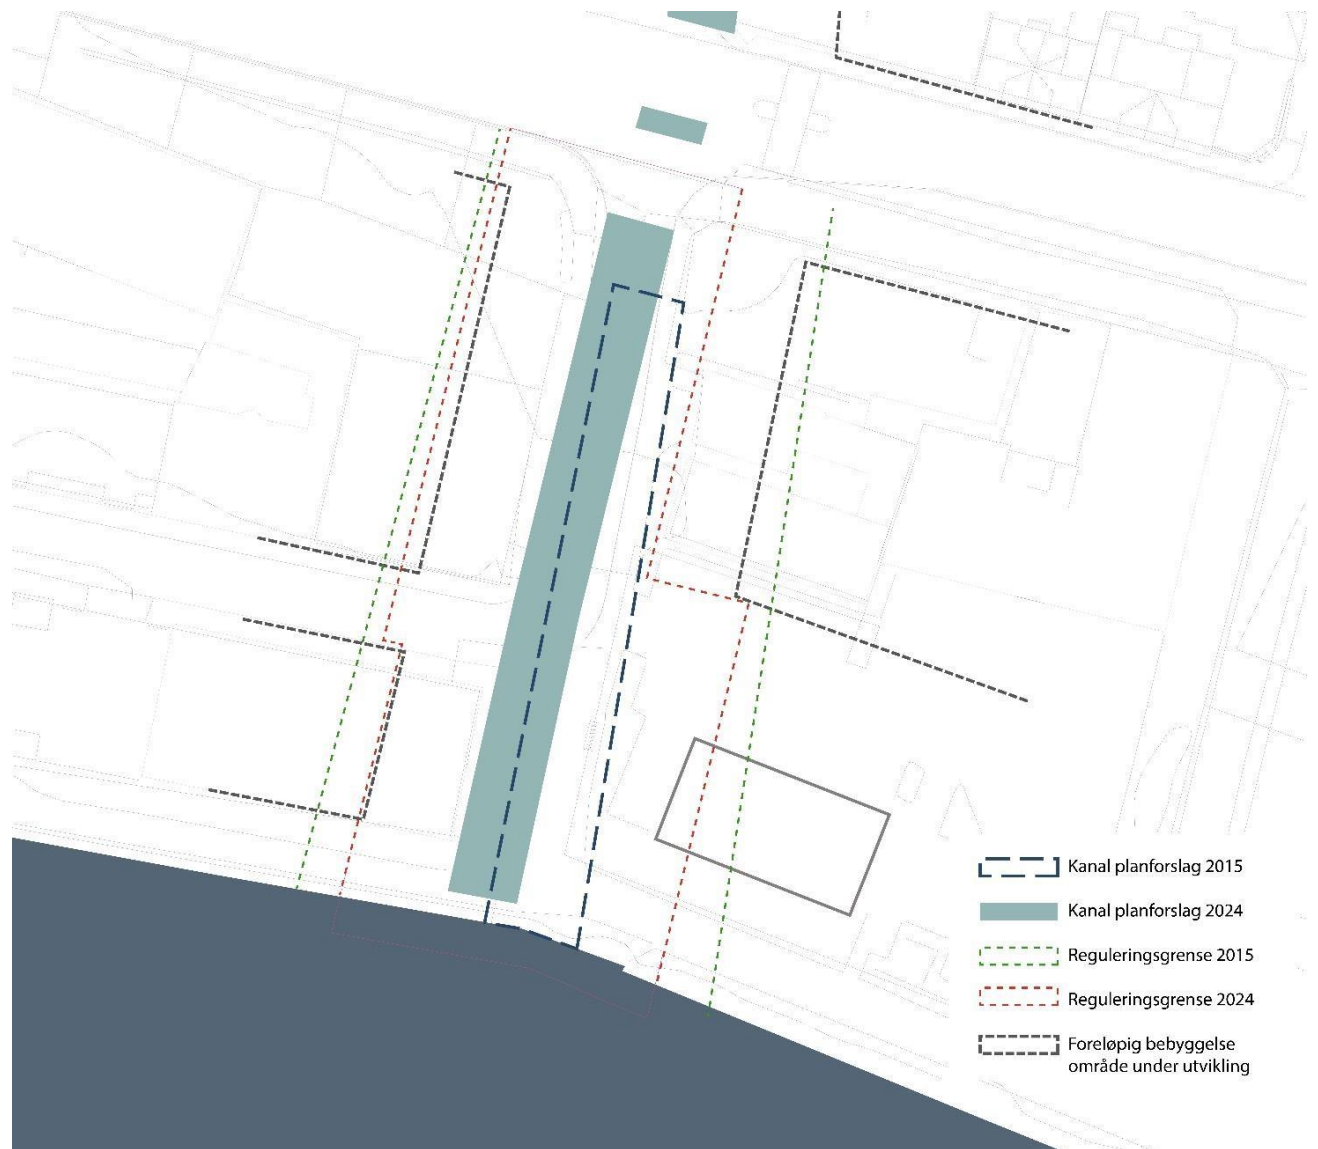 Kanal planforslag 2015
Kanal planforslag 2024
Reguleringsgrense 2015
Reguleringsgrense 2024
Foreløpig bebyggelse
område under utvikling